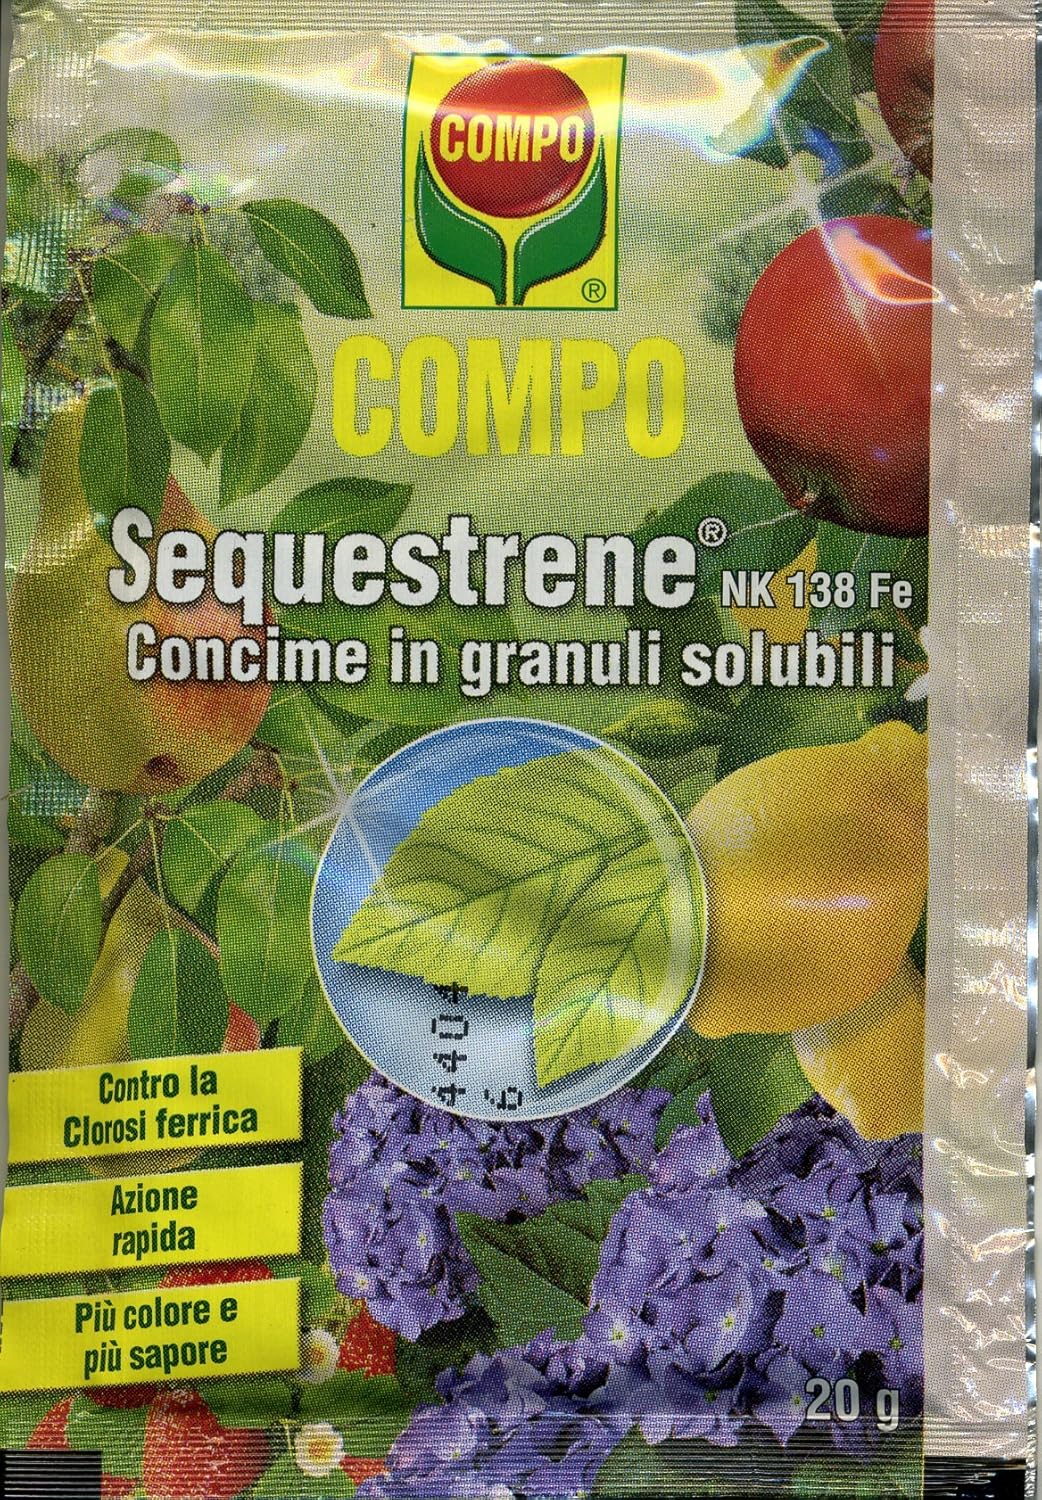 COMPO
®
COMPO
Sequestrene® NK 138 Fe
Concime in granuli solubili
Contro la
Clorosi ferrica
Azione
rapida
Più colore e
più sapore
20 g